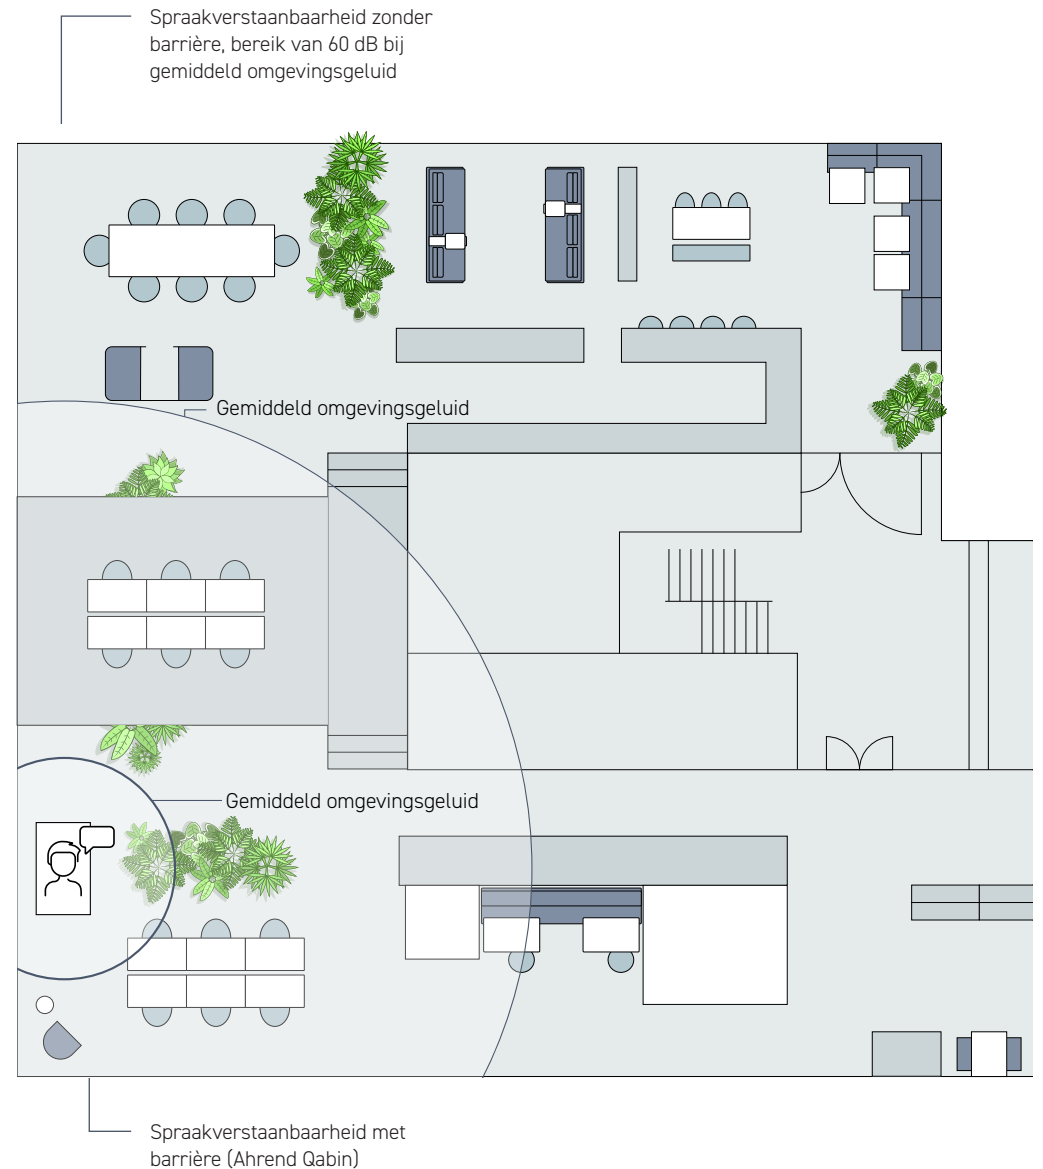 Spraakverstaanbaarheid zonder
barrière, bereik van 60 dB bij
gemiddeld omgevingsgeluid
Gemiddeld omgevingsgeluid
Gemiddeld omgevingsgeluid
Spraakverstaanbaarheid met
barrière (Ahrend Qabin)